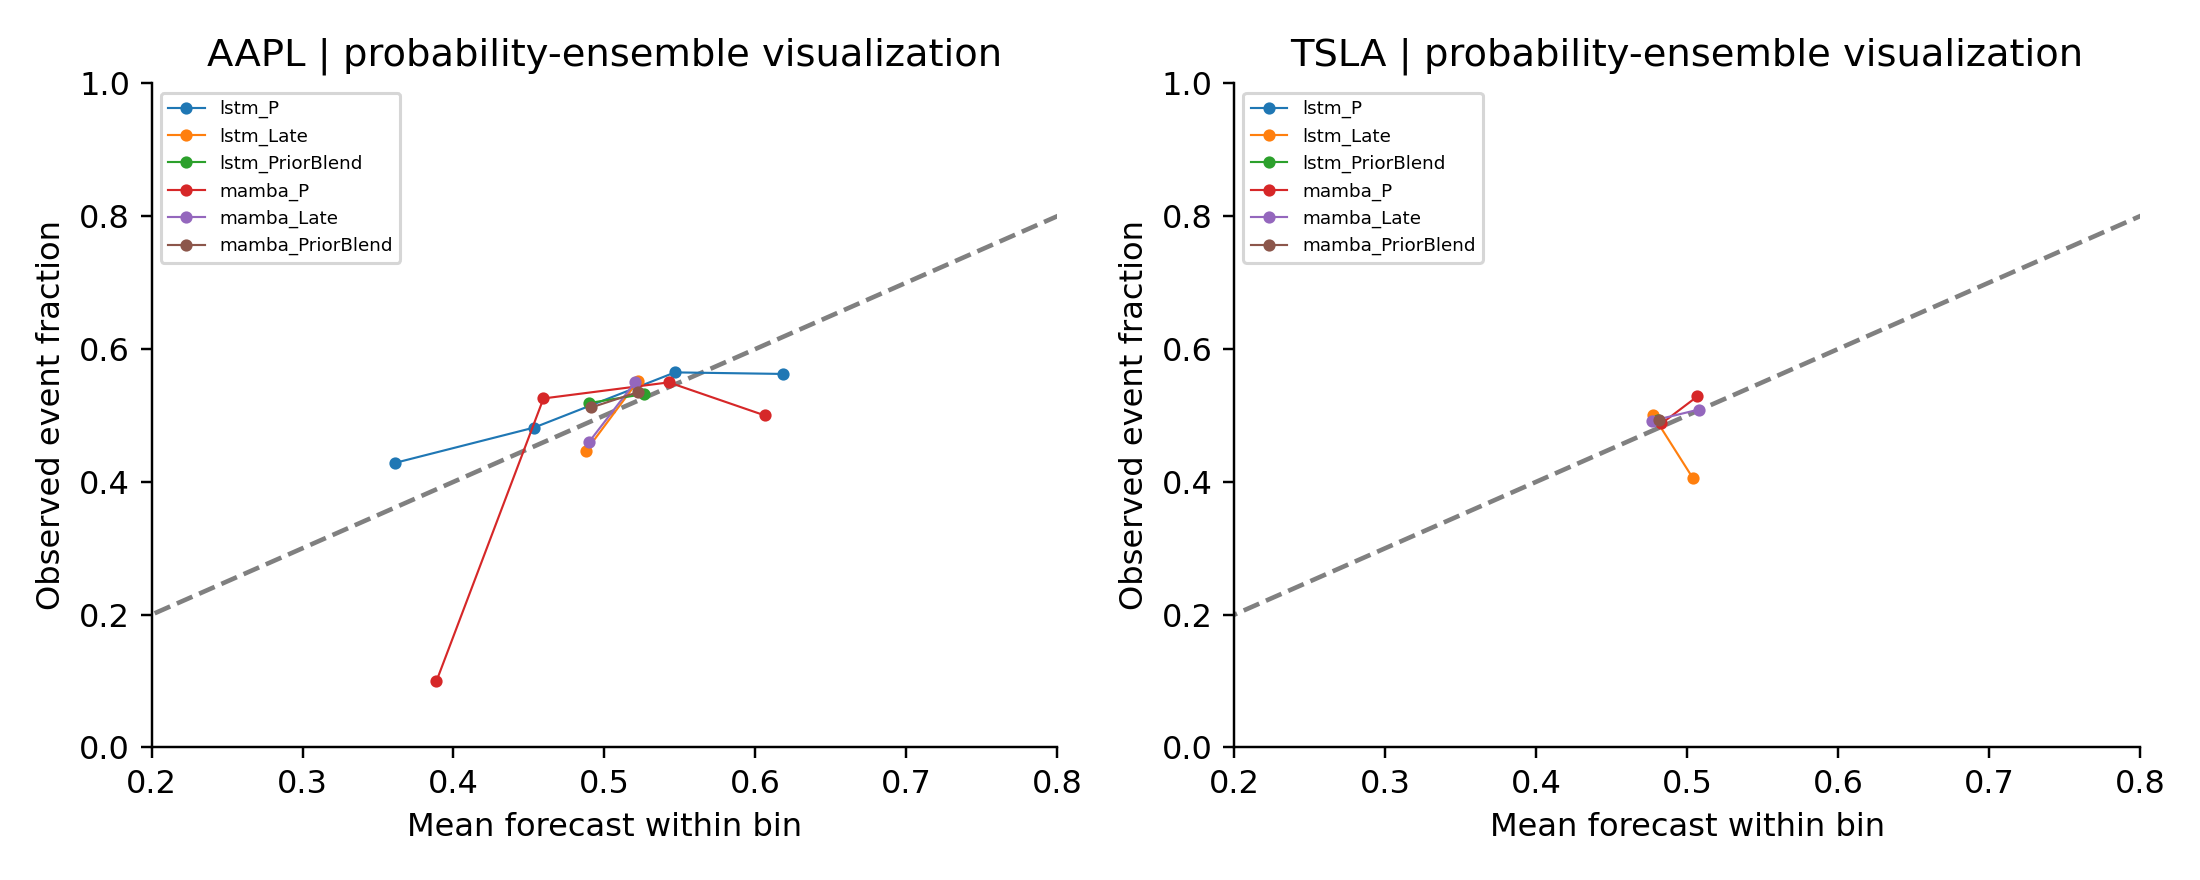 AAPL | probability-ensemble visualization
1.0
0.8
0.6
0.4
0.2
0.0
Observed event fraction
lstm_P
lstm_Late
lstm_PriorBlend
mamba_P
mamba_Late
mamba_PriorBlend
0.2 0.3 0.4 0.5 0.6 0.7 0.8
Mean forecast within bin
TSLA | probability-ensemble visualization
1.0
0.8
0.6
0.4
0.2
0.0
Observed event fraction
lstm_P
lstm_Late
lstm_PriorBlend
mamba_P
mamba_Late
mamba_PriorBlend
0.2 0.3 0.4 0.5 0.6 0.7 0.8
Mean forecast within bin